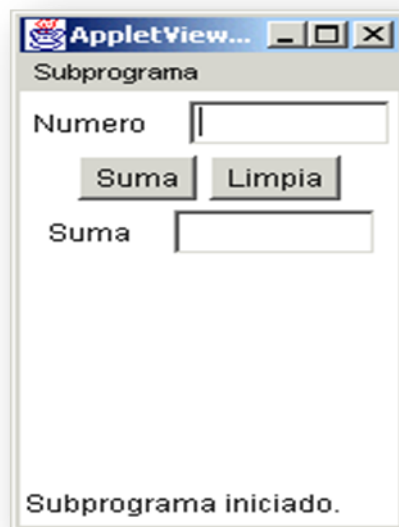 AppletView...
Subprograma
Numero
Suma Limpia
Suma
Subprograma iniciado.